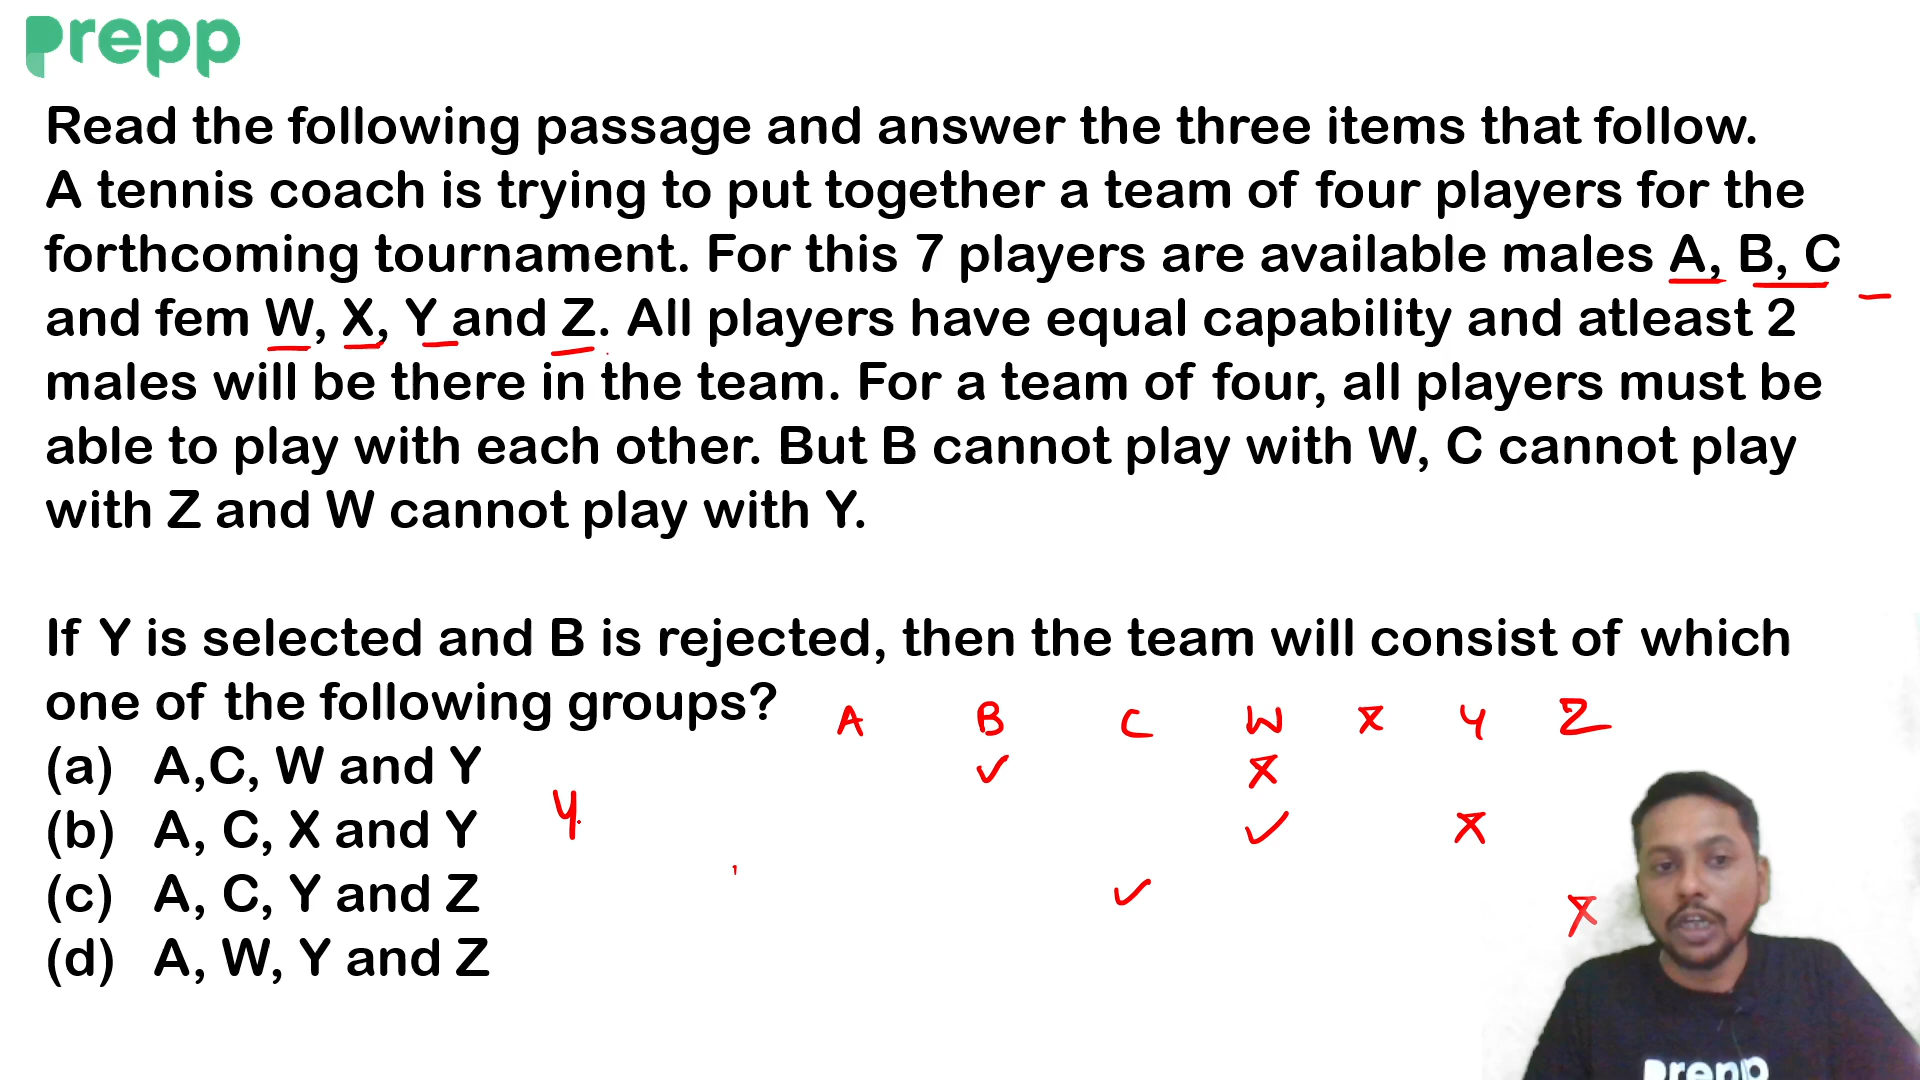 Prepp
Read the following passage and answer the three items that follow.
A tennis coach is trying to put together a team of four players for the
forthcoming tournament. For this 7 players are available males A, B, C
and fem W, X, Y and Z. All players have equal capability and atleast 2
males will be there in the team. For a team of four, all players must be
able to play with each other. But B cannot play with W, C cannot play
with Z and W cannot play with Y.
If Y is selected and B is rejected, then the team will consist of which
one of the following groups?
A B C W X Y Z
(a) A,C, W and Y
(b) A, C, X and Y
Y
(c) A, C, Y and Z
(d) A, W, Y and Z
Prepp